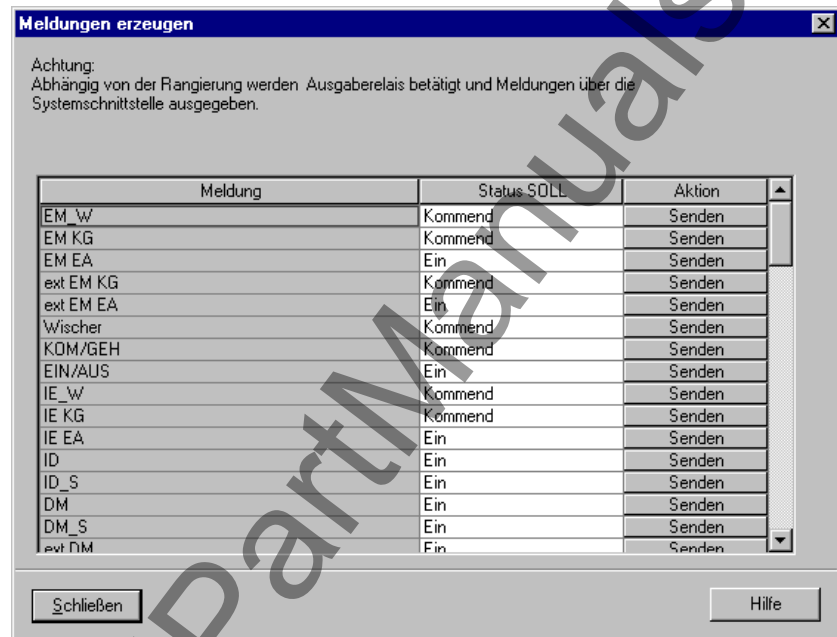 Meldungen erzeugen
Achtung:
Abhängig von der Rangierung werden Ausgaberelais betätigt und Meldungen über die
Systemschnittstelle ausgegeben.
Meldung Status SOLL Aktion
EM_W Kommend Senden
EM KG Kommend Senden
EM EA Ein Senden
ext EM KG Kommend Senden
ext EM EA Ein Senden
Wischer Kommend Senden
KOM/GEH Kommend Senden
EIN/AUS Ein Senden
IE_W Kommend Senden
IE KG Kommend Senden
IE EA Ein Senden
ID Ein Senden
ID_S Ein Senden
DM Ein Senden
DM_S Ein Senden
ext DM Ein Senden
Schließen Hilfe
PartManuals